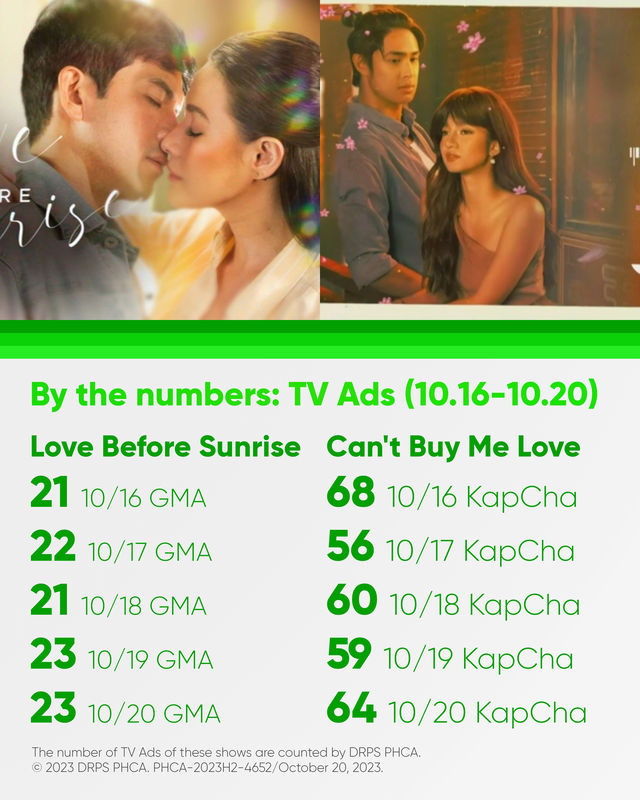 RE
rise
By the numbers: TV Ads (10.16-10.20)
Love Before Sunrise
21 10/16 GMA
22 10/17 GMA
21 10/18 GMA
23 10/19 GMA
23 10/20 GMA
Can't Buy Me Love
68 10/16 KapCha
56 10/17 KapCha
60 10/18 KapCha
59 10/19 KapCha
64 10/20 KapCha
The number of TV Ads of these shows are counted by DRPS PHCA.
© 2023 DRPS PHCA. PHCA-2023H2-4652/October 20, 2023.